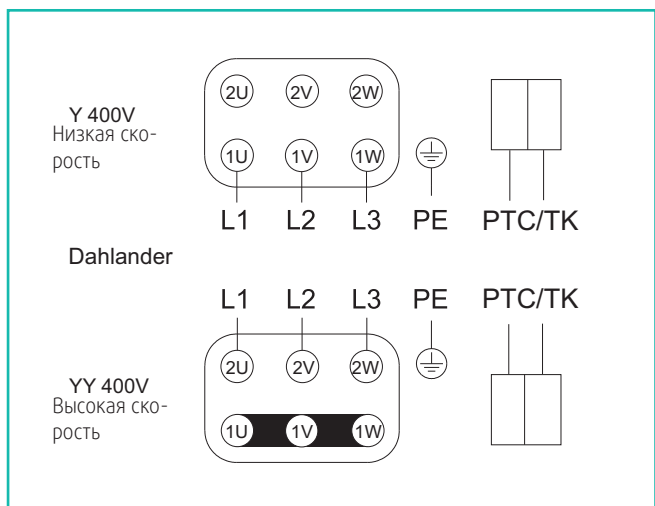 2U 2V 2W
Y 400V
Низкая ско-
рость
1U 1V 1W
L1 L2 L3 PE PTC/TK
Dahlander
L1 L2 L3 PE PTC/TK
2U 2V 2W
YY 400V
Высокая ско-
рость
1U 1V 1W